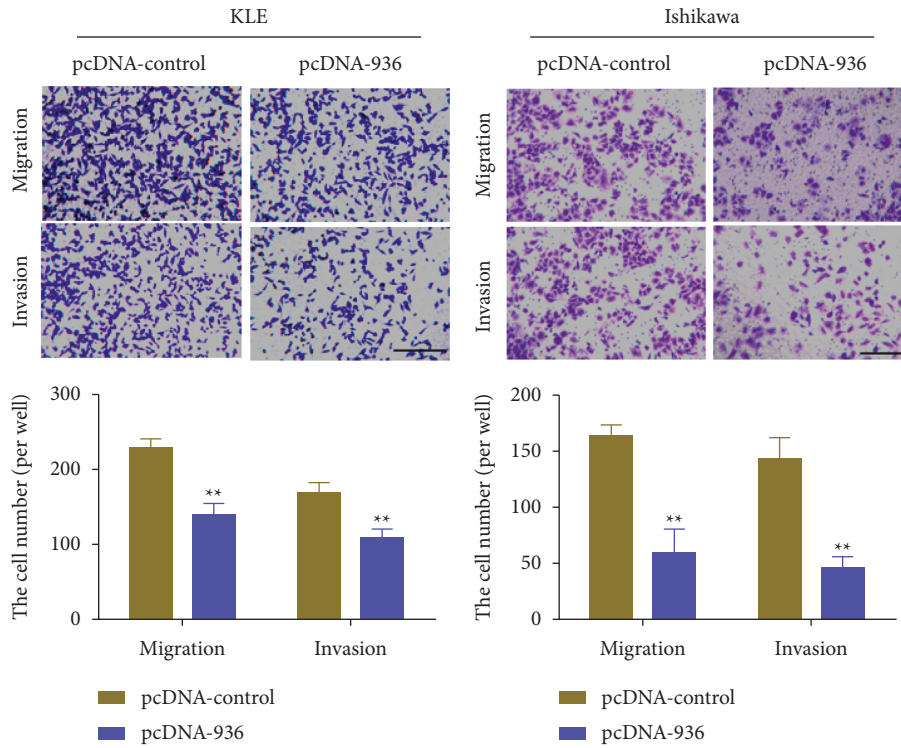 KLE
pcDNA-control pcDNA-936
Migration
Invasion
The cell number (per well)
300
200
100
0
**
**
Migration Invasion
pcDNA-control
pcDNA-936
Ishikawa
pcDNA-control pcDNA-936
Migration
Invasion
The cell number (per well)
200
150
100
50
0
**
**
Migration Invasion
pcDNA-control
pcDNA-936